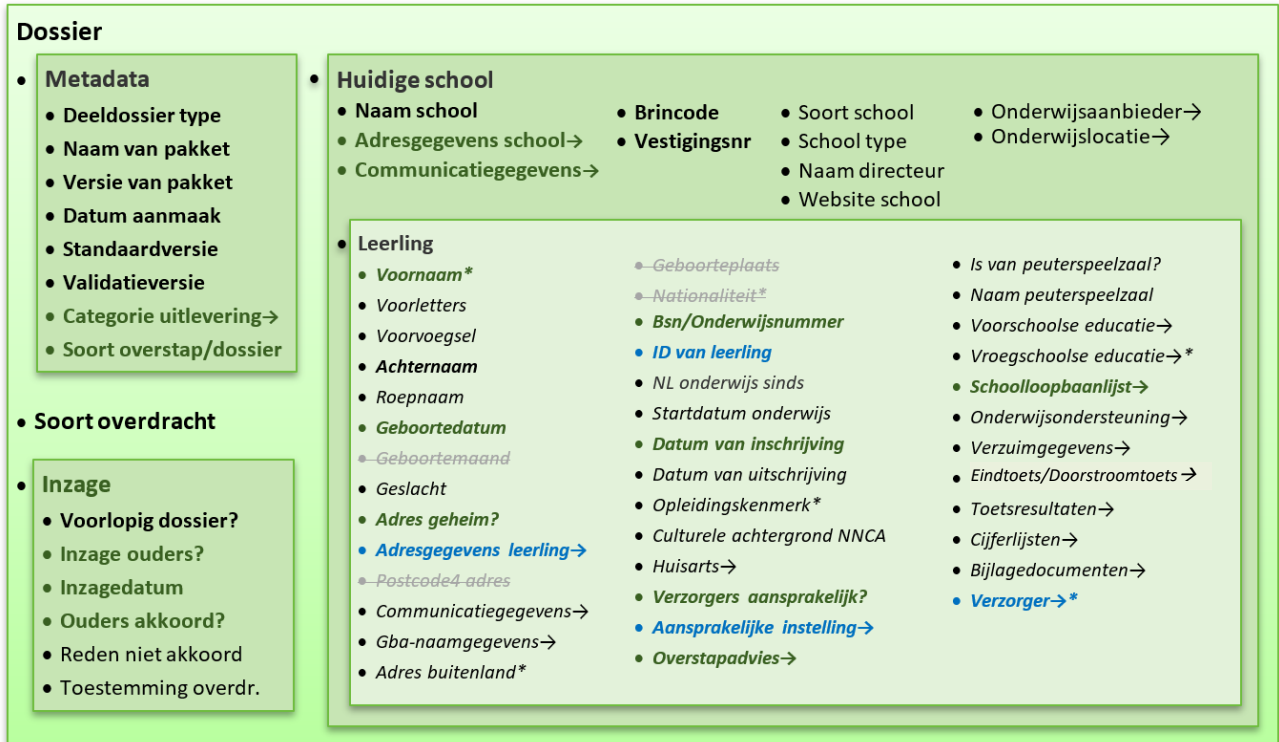 Dossier
• Metadata
• Deeldossier type
• Naam van pakket
• Versie van pakket
• Datum aanmaak
• Standaardversie
• Validatieversie
• Categorie uitlevering→
• Soort overstap/dossier
• Soort overdracht
• Inzage
• Voorlopig dossier?
• Inzage ouders?
• Inzagedatum
• Ouders akkoord?
• Reden niet akkoord
• Toestemming overdr.
• Huidige school
• Naam school
• Adresgegevens school→
• Communicatiegegevens→
• Brincode
• Vestigingsnr
• Soort school
• School type
• Naam directeur
• Website school
• Onderwijsaanbieder→
• Onderwijslocatie→
• Leerling
• Voornaam*
• Voorletters
• Voorvoegsel
• Achternaam
• Roepnaam
• Geboortedatum
• Geboortemaand
• Geslacht
• Adres geheim?
• Adresgegevens leerling→
• Postcode4 adres
• Communicatiegegevens→
• Gba-naamgegevens→
• Adres buitenland*
• Geboorteplaats
• Nationaliteit*
• Bsn/Onderwijsnummer
• ID van leerling
• NL onderwijs sinds
• Startdatum onderwijs
• Datum van inschrijving
• Datum van uitschrijving
• Opleidingskenmerk*
• Culturele achtergrond NNCA
• Huisarts→
• Verzorgers aansprakelijk?
• Aansprakelijke instelling→
• Overstapadvies→
• Is van peuterspeelzaal?
• Naam peuterspeelzaal
• Voorschoolse educatie→
• Vroegschoolse educatie→*
• Schoolloopbaanlijst→
• Onderwijsondersteuning→
• Verzuimgegevens→
• Eindtoets/Doorstroomtoets→
• Toetsresultaten→
• Cijferlijsten→
• Bijlagedocumenten→
• Verzorger→*